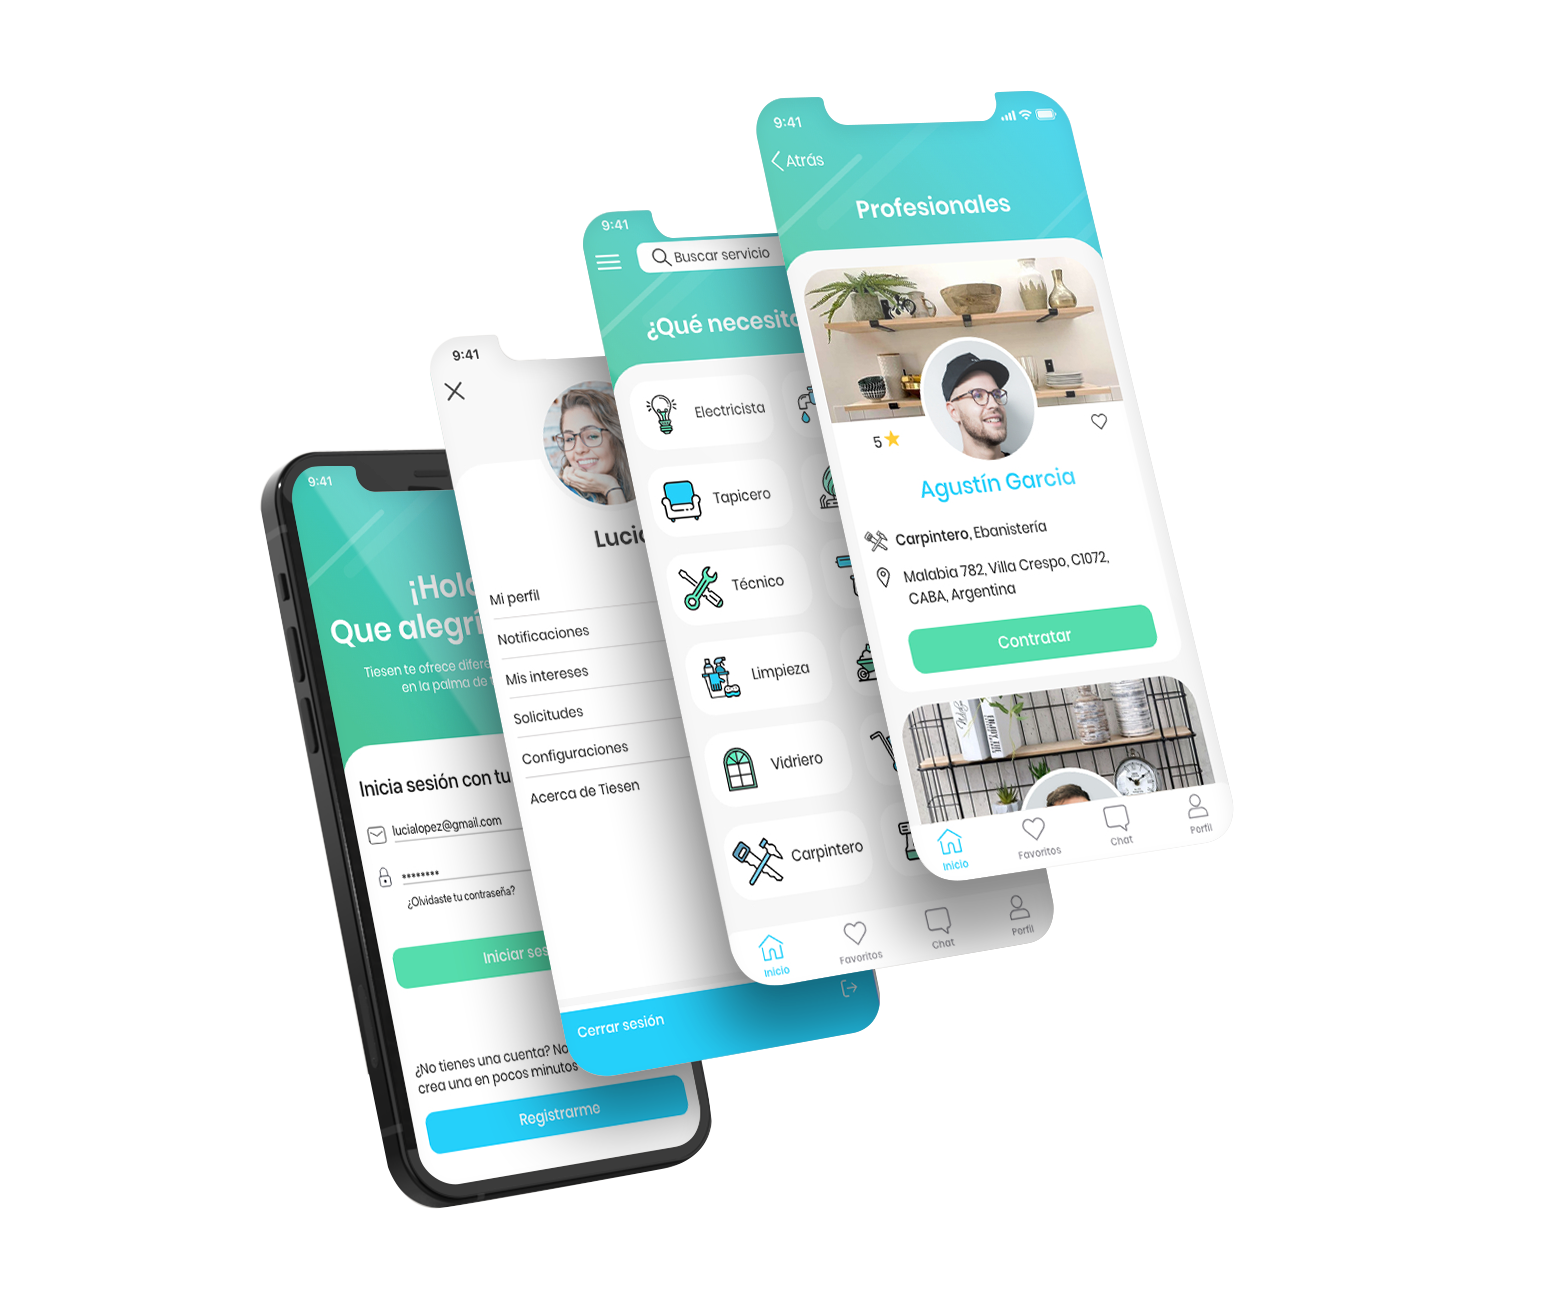 9:41
¡Hola
Que alegrí
Tiesen te ofrece difere
en la palma de t
Inicia sesión con tu
lucialopez@gmail.com
********
¿Olvidaste tu contraseña?
Iniciar ses
¿No tienes una cuenta? No
crea una en pocos minutos
Registrarme
9:41
Lucia
Mi perfil
Notificaciones
Mis intereses
Solicitudes
Configuraciones
Acerca de Tiesen
Cerrar sesión
9:41
Buscar servicio
¿Qué necesita
Electricista
Tapicero
Técnico
Limpieza
Vidriero
Carpintero
Inicio
Favoritos
Chat
Perfil
9:41
Atrás
Profesionales
5
Agustín Garcia
Carpintero, Ebanistería
Malabia 782, Villa Crespo, C1072,
CABA, Argentina
Contratar
Inicio
Favoritos
Chat
Perfil